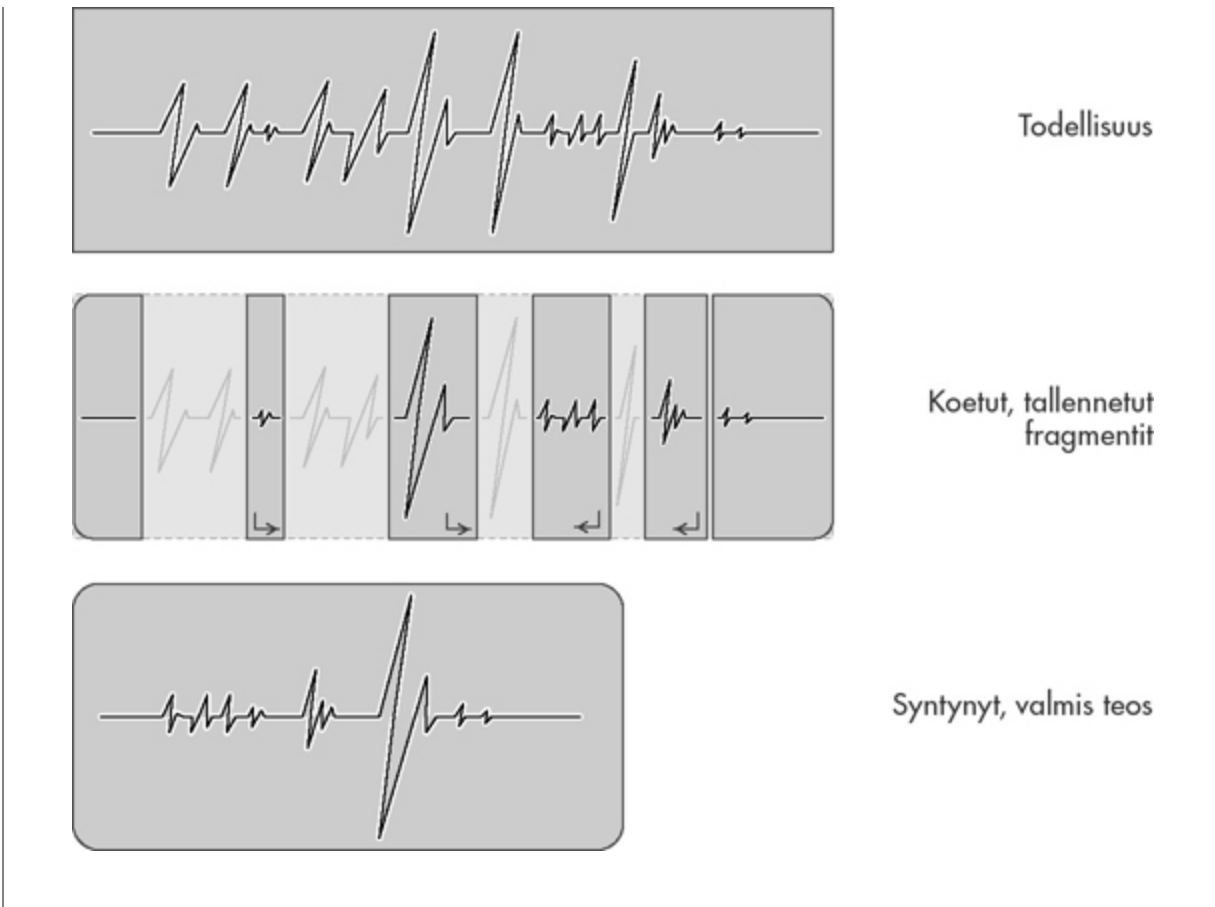 Todellisuus
Koetut, tallennetut
fragmentit
Syntynyt, valmis teos